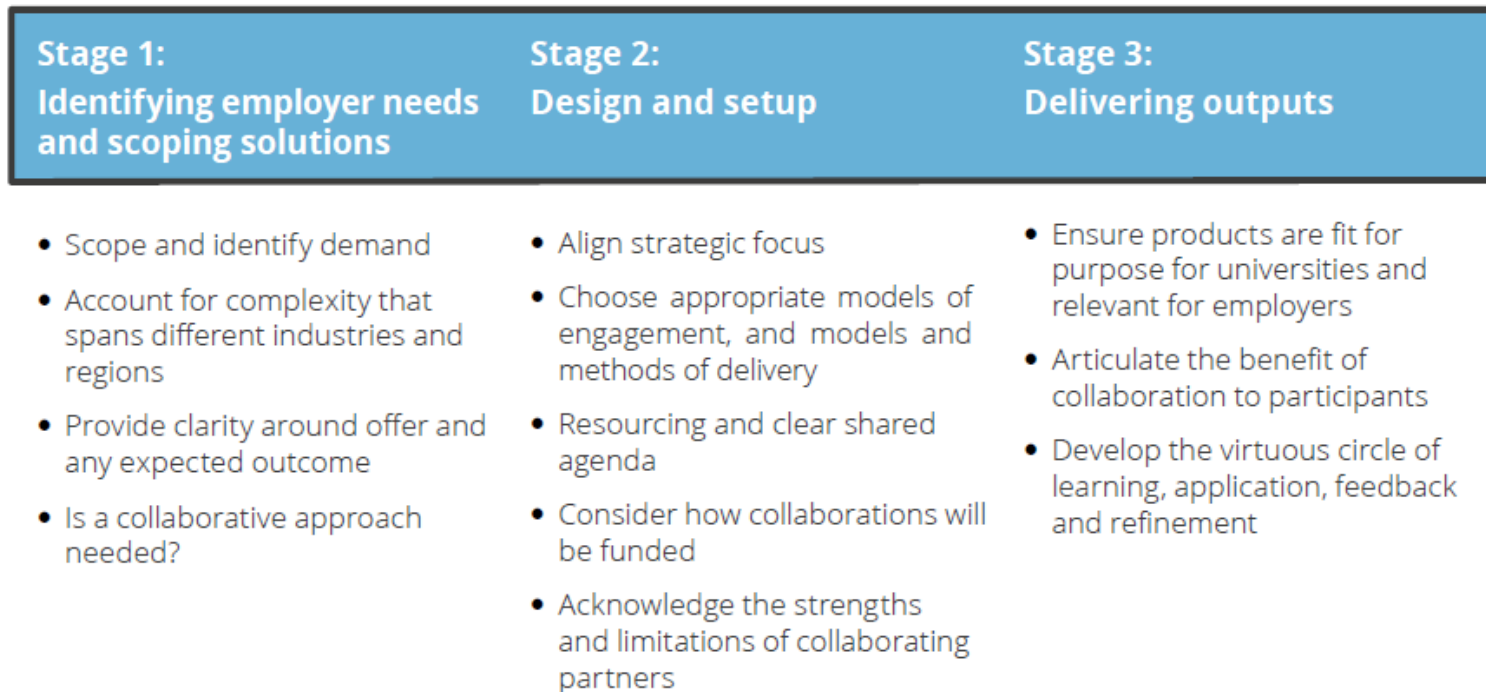 Stage 1:
Identifying employer needs
and scoping solutions
• Scope and identify demand
• Account for complexity that
spans different industries and
regions
• Provide clarity around offer and
any expected outcome
• Is a collaborative approach
needed?
Stage 2:
Design and setup
• Align strategic focus
• Choose appropriate models of
engagement, and models and
methods of delivery
• Resourcing and clear shared
agenda
• Consider how collaborations will
be funded
• Acknowledge the strengths
and limitations of collaborating
partners
Stage 3:
Delivering outputs
• Ensure products are fit for
purpose for universities and
relevant for employers
• Articulate the benefit of
collaboration to participants
• Develop the virtuous circle of
learning, application, feedback
and refinement